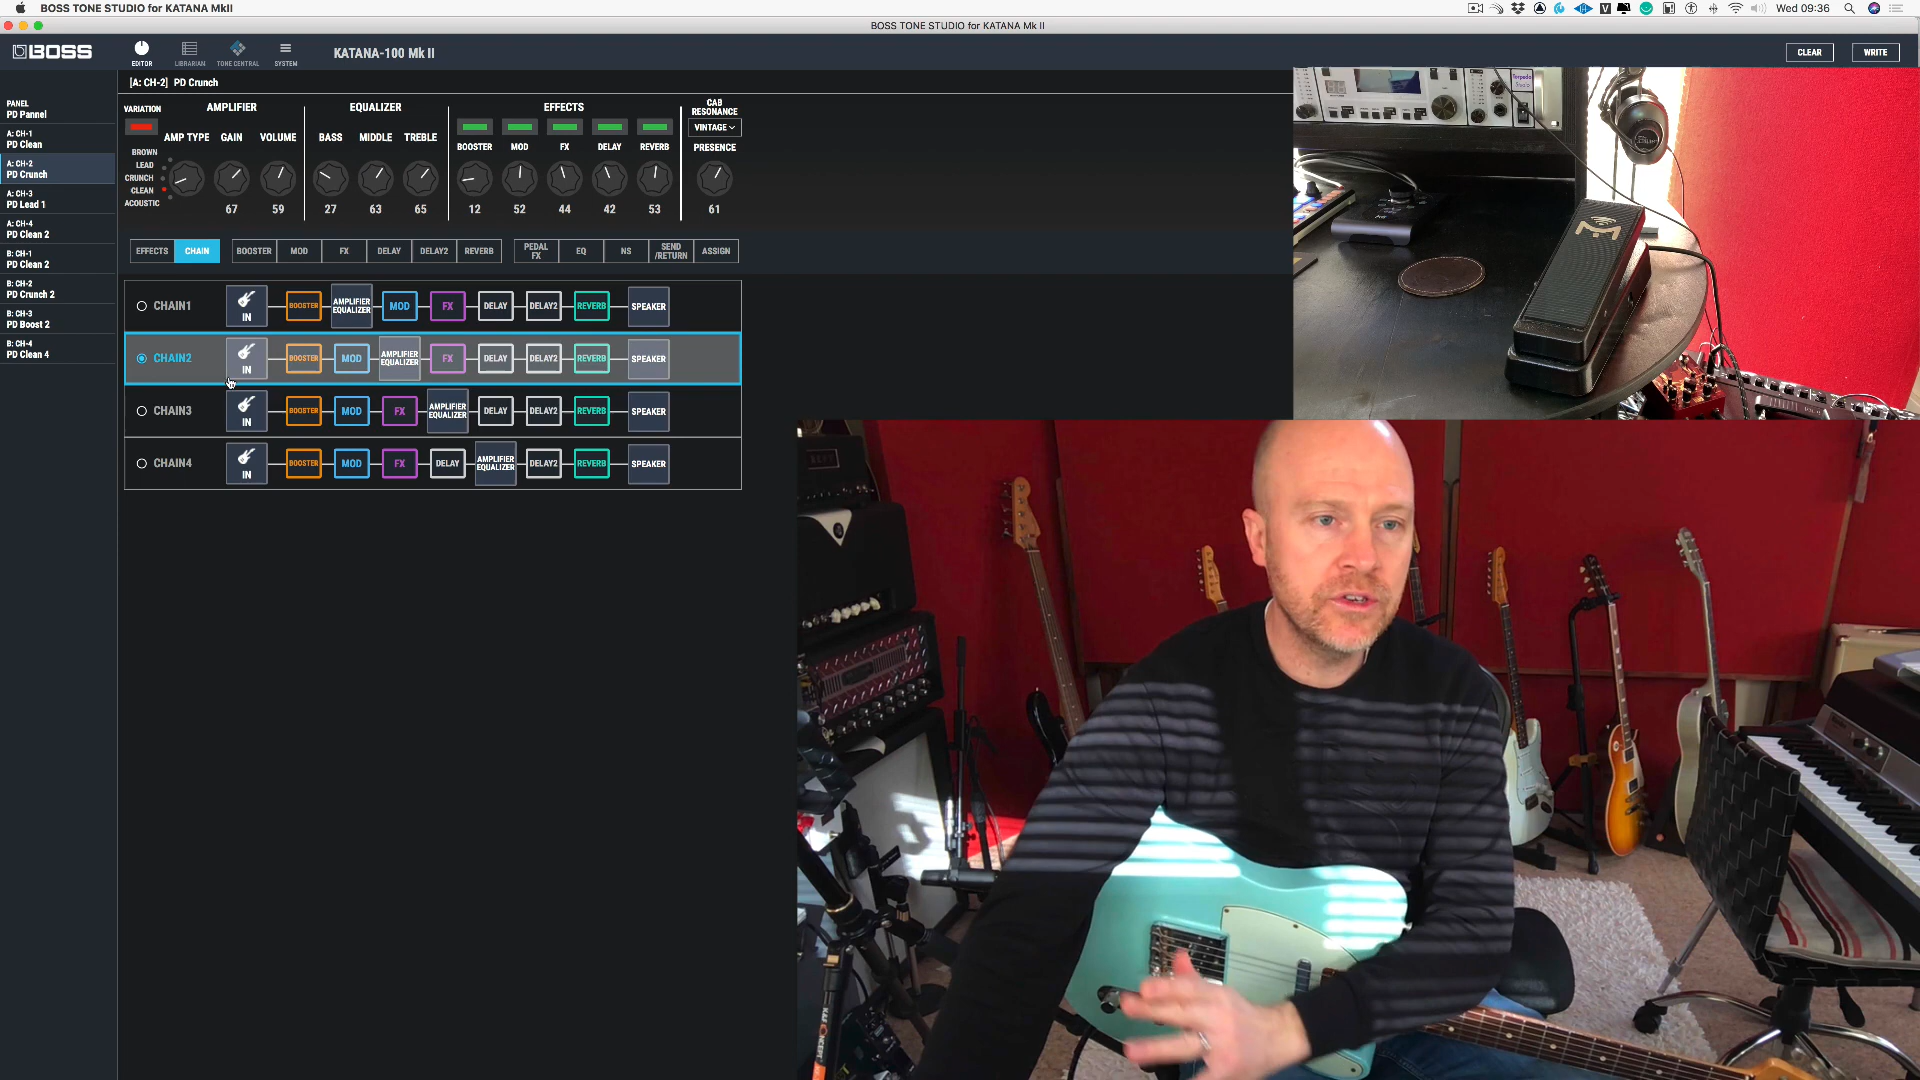 BOSS TONE STUDIO for KATANA MkII
Wed 09:36
BOSS TONE STUDIO for KATANA Mk II
BOSS
EDITOR
LIBRARIAN
TONE CENTRAL
SYSTEM
KATANA-100 Mk II
CLEAR
WRITE
[A: CH-2] PD Crunch
PANEL
PD Pannel
A: CH-1
PD Clean
A: CH-2
PD Crunch
A: CH-3
PD Lead 1
A: CH-4
PD Clean 2
B: CH-1
PD Clean 2
B: CH-2
PD Crunch 2
B: CH-3
PD Boost 2
B: CH-4
PD Clean 4
VARIATION
AMPLIFIER
EQUALIZER
EFFECTS
CAB
RESONANCE
VINTAGE
AMP TYPE GAIN VOLUME
BASS MIDDLE TREBLE
BOOSTER MOD FX DELAY REVERB
PRESENCE
BROWN
LEAD
CRUNCH
CLEAN
ACOUSTIC
67 59 27 63 65 12 52 44 42 53 61
EFFECTS CHAIN BOOSTER MOD FX DELAY DELAY2 REVERB PEDAL FX EQ NS SEND /RETURN ASSIGN
CHAIN1 IN BOOSTER AMPLIFIER EQUALIZER MOD FX DELAY DELAY2 REVERB SPEAKER
CHAIN2 IN BOOSTER MOD AMPLIFIER EQUALIZER FX DELAY DELAY2 REVERB SPEAKER
CHAIN3 IN BOOSTER MOD FX AMPLIFIER EQUALIZER DELAY DELAY2 REVERB SPEAKER
CHAIN4 IN BOOSTER MOD FX DELAY AMPLIFIER EQUALIZER DELAY2 REVERB SPEAKER
Torpedo
Studio